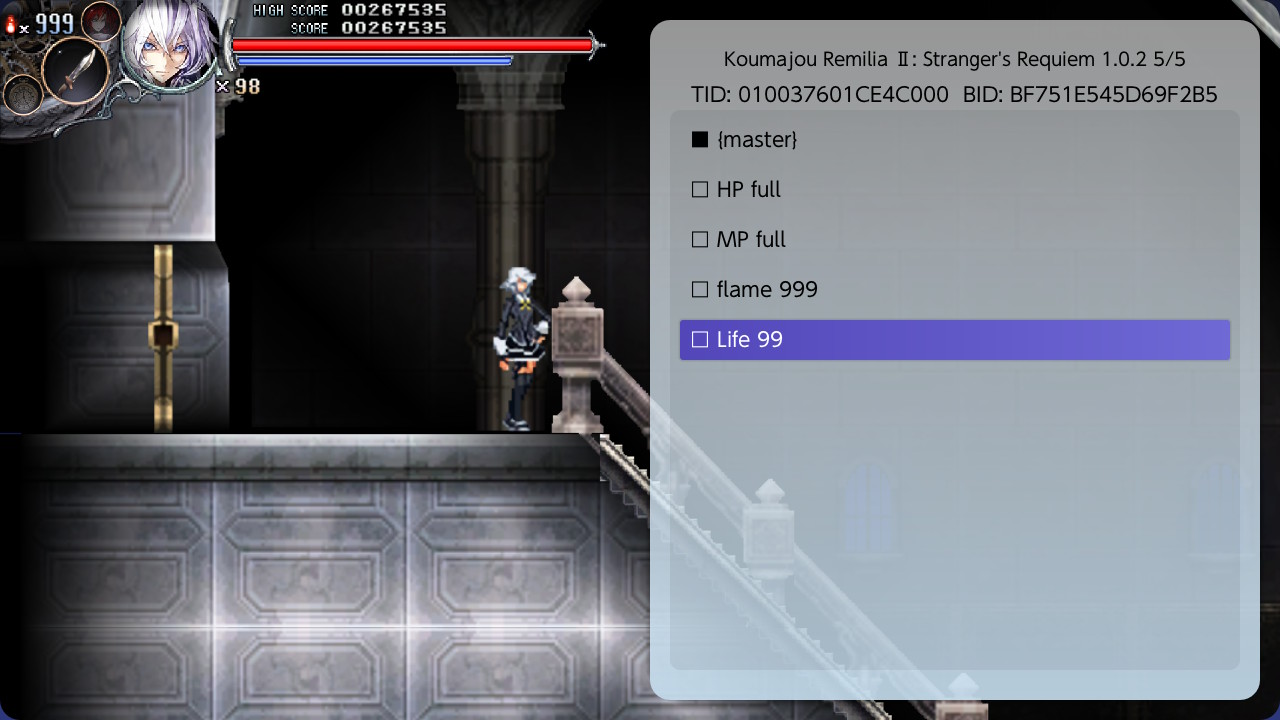 x 999
HIGH SCORE 00267535
SCORE 00267535
x 98
Koumajou Remilia Ⅱ: Stranger's Requiem 1.0.2 5/5
TID: 010037601CE4C000 BID: BF751E545D69F2B5
{master}
HP full
MP full
flame 999
Life 99